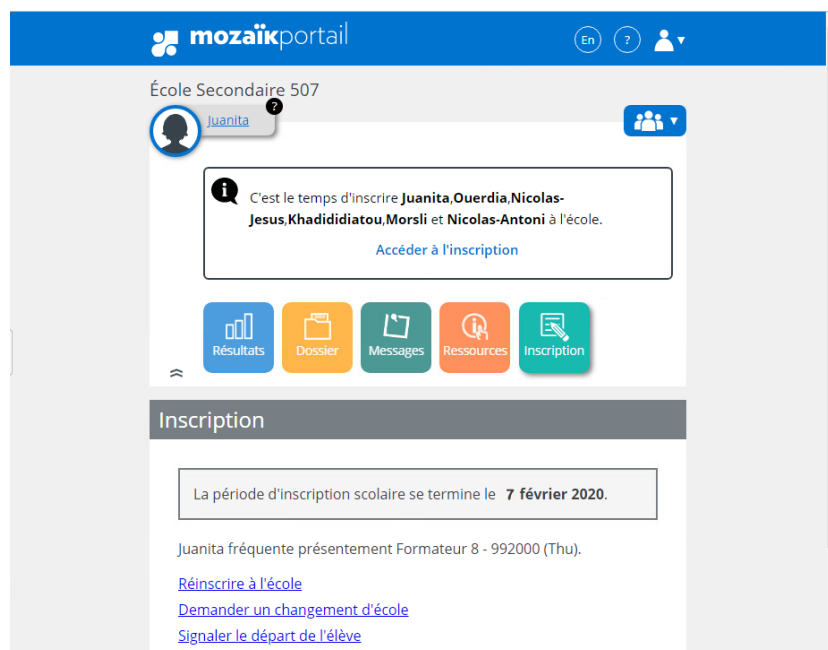 mozaïkportail
En
?
École Secondaire 507
?
Juanita
C'est le temps d'inscrire Juanita,Ouerdia,Nicolas-
Jesus,Khadididiatou,Morsli et Nicolas-Antoni à l'école.
Accéder à l'inscription
Résultats
Dossier
Messages
Ressources
Inscription
Inscription
La période d'inscription scolaire se termine le 7 février 2020.
Juanita fréquente présentement Formateur 8 - 992000 (Thu).
Réinscrire à l'école
Demander un changement d'école
Signaler le départ de l'élève